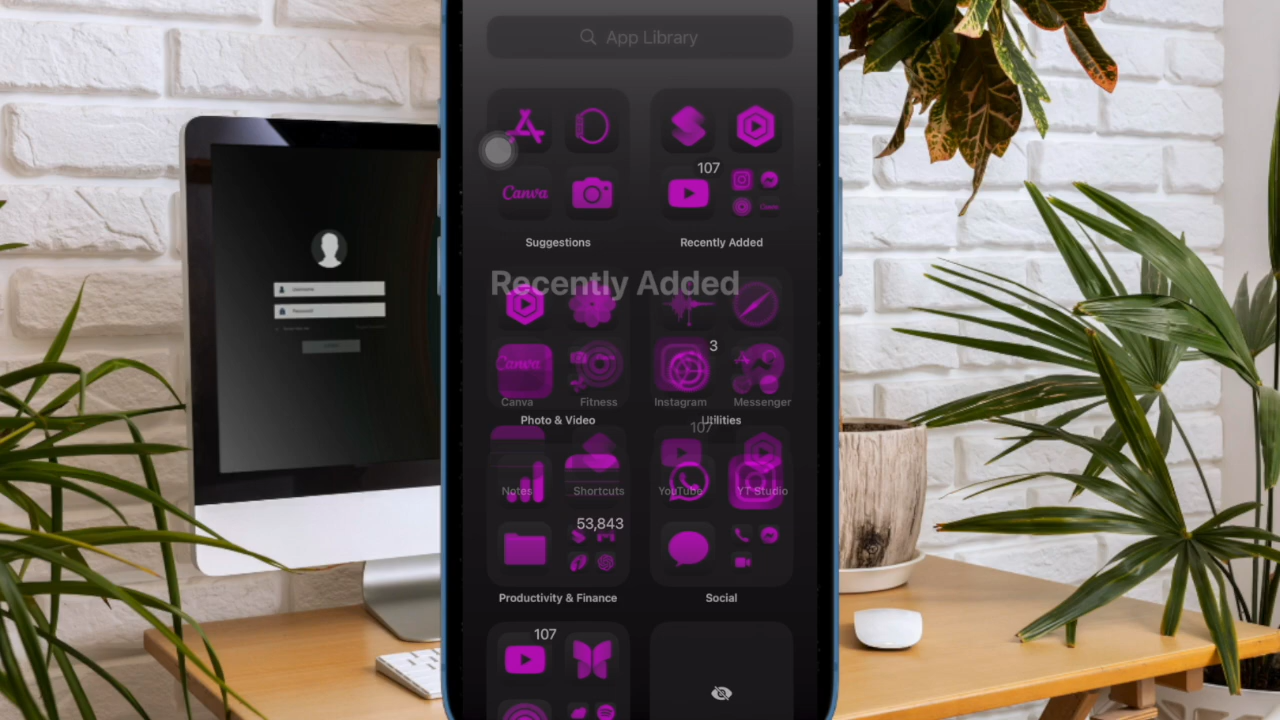 App Library
107
Canva
Suggestions
Recently Added
Recently Added
3
Canva
Canva
Fitness
Instagram
Messenger
Photo & Video
Utilities
107
Notes
Shortcuts
YouTube
YT Studio
53,843
Productivity & Finance
Social
107